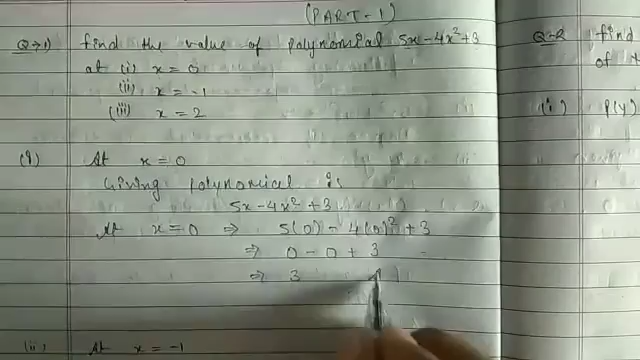 (PART-1)
Q→1) find the value of polynomial 5x-4x²+3
at (i) x = 0
(ii) x = -1
(iii) x = 2
(i) At x = 0
Giving polynomial is
5x-4x²+3
At x = 0 ⇒ 5(0) - 4(0)² + 3
⇒ 0 - 0 + 3
⇒ 3
(ii) At x = -1
find
of
(i) P(y)